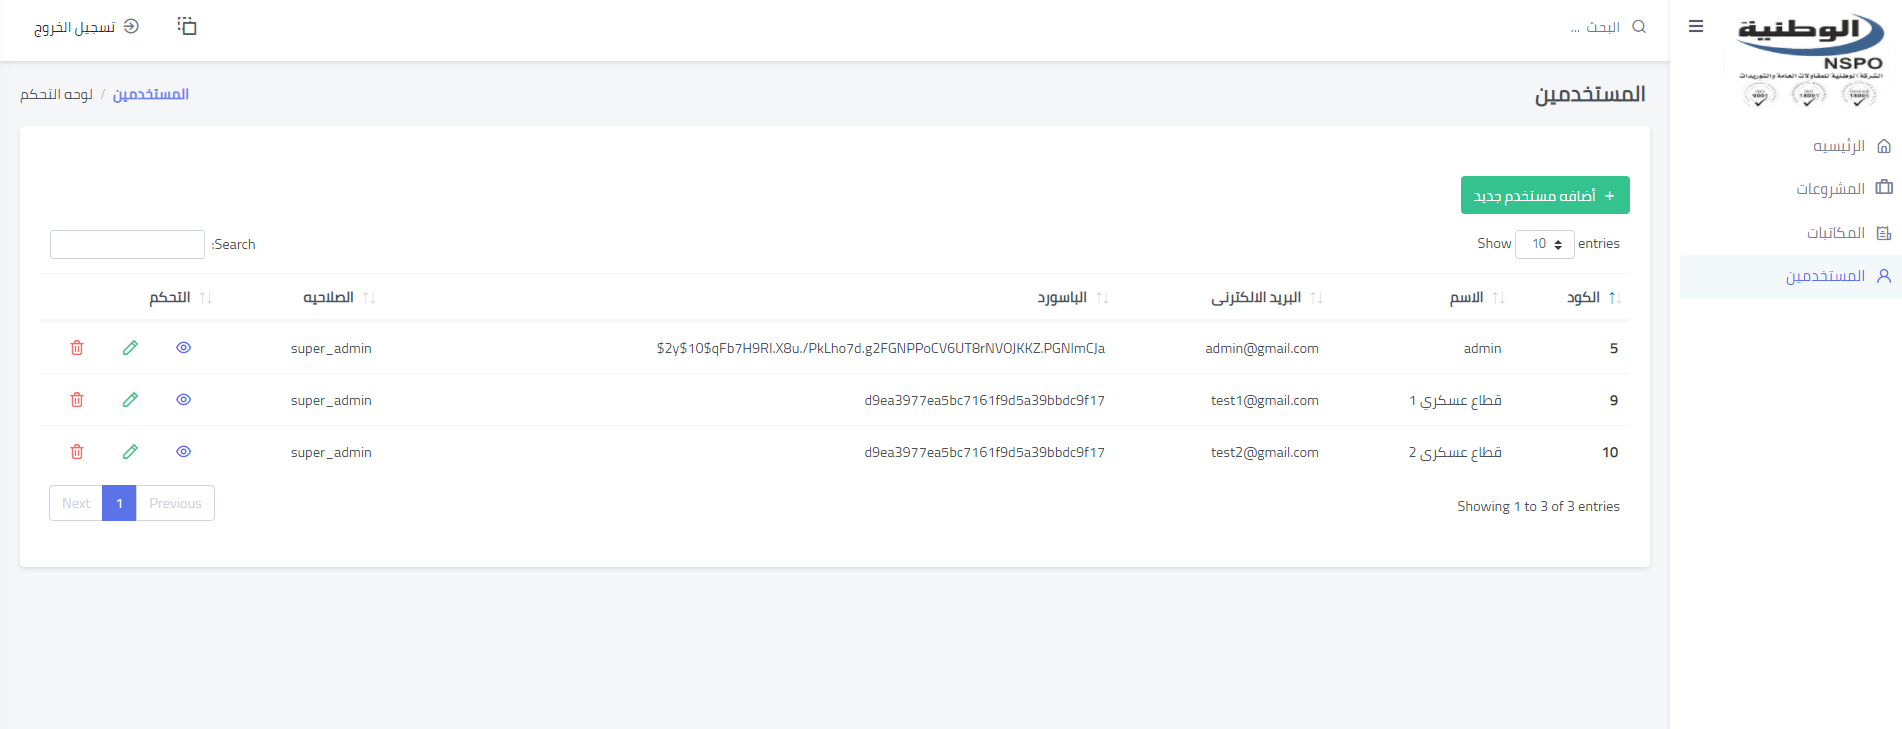 الوطنية
NSPO
الشركة الوطنية للمقاولات العامة والتوريدات
البحث ...
تسجيل الخروج
الرئيسيه
المشروعات
المكاتبات
المستخدمين
المستخدمين
المستخدمين / لوحه التحكم
+ أضافه مستخدم جديد
Show 10 entries
Search:
الكود الاسم البريد الالكترنى الباسورد الصلاحيه التحكم
5 admin admin@gmail.com $2y$10$qFb7H9RI.X8u./PkLho7d.g2FGNPPoCV6UT8rNVOJKKZ.PGNImCJa super_admin
9 قطاع عسكري 1 test1@gmail.com d9ea3977ea5bc7161f9d5a39bbdc9f17 super_admin
10 قطاع عسكرى 2 test2@gmail.com d9ea3977ea5bc7161f9d5a39bbdc9f17 super_admin
Showing 1 to 3 of 3 entries
Previous 1 Next